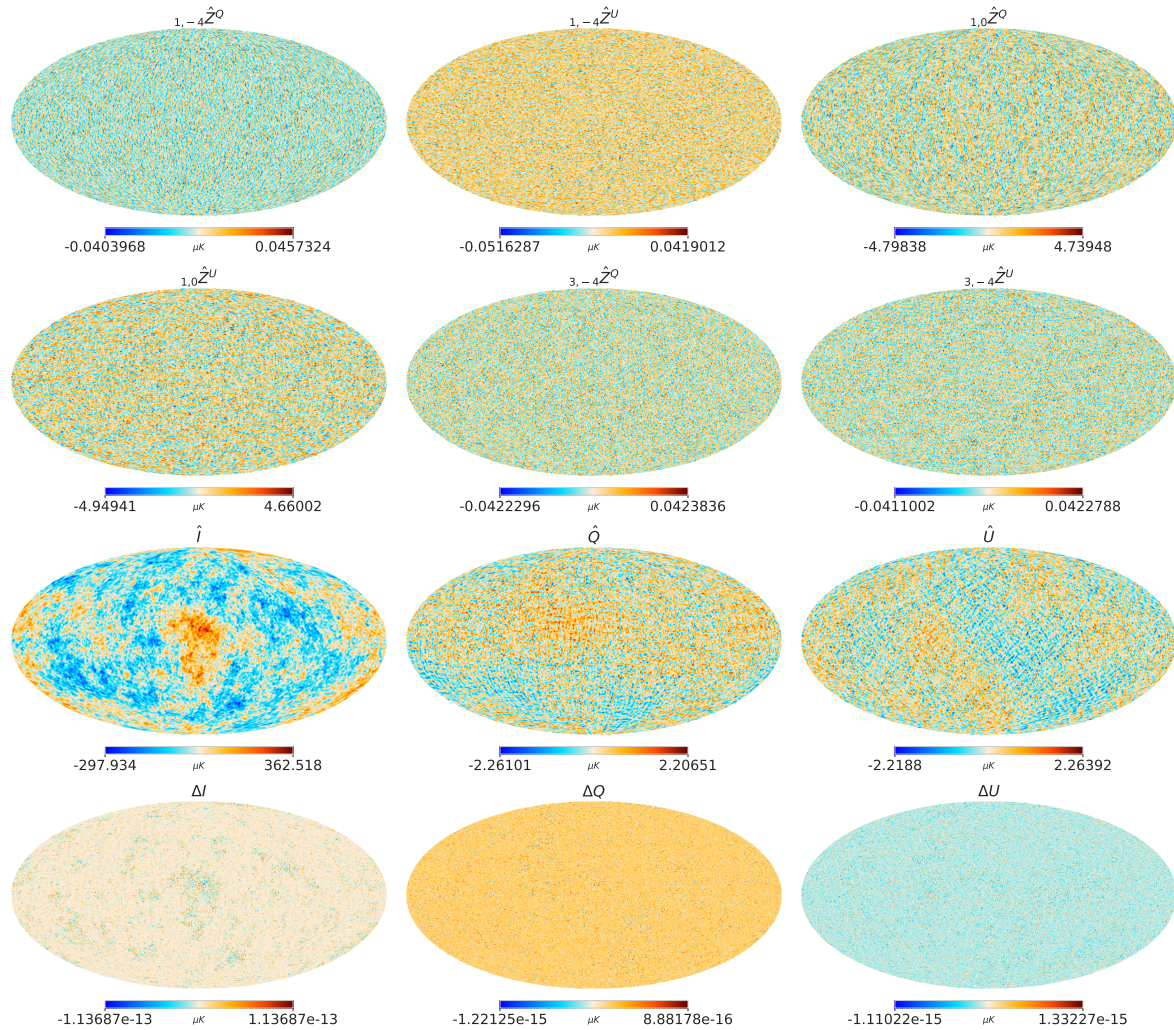 ₁,₋₄Ẑ^Q ₁,₋₄Ẑ^U ₁,₀Ẑ^Q
-0.0403968 μK 0.0457324 -0.0516287 μK 0.0419012 -4.79838 μK 4.73948
₁,₀Ẑ^U ₃,₋₄Ẑ^Q ₃,₋₄Ẑ^U
-4.94941 μK 4.66002 -0.0422296 μK 0.0423836 -0.0411002 μK 0.0422788
Î Q̂ Û
-297.934 μK 362.518 -2.26101 μK 2.20651 -2.2188 μK 2.26392
ΔI ΔQ ΔU
-1.13687e-13 μK 1.13687e-13 -1.22125e-15 μK 8.88178e-16 -1.11022e-15 μK 1.33227e-15